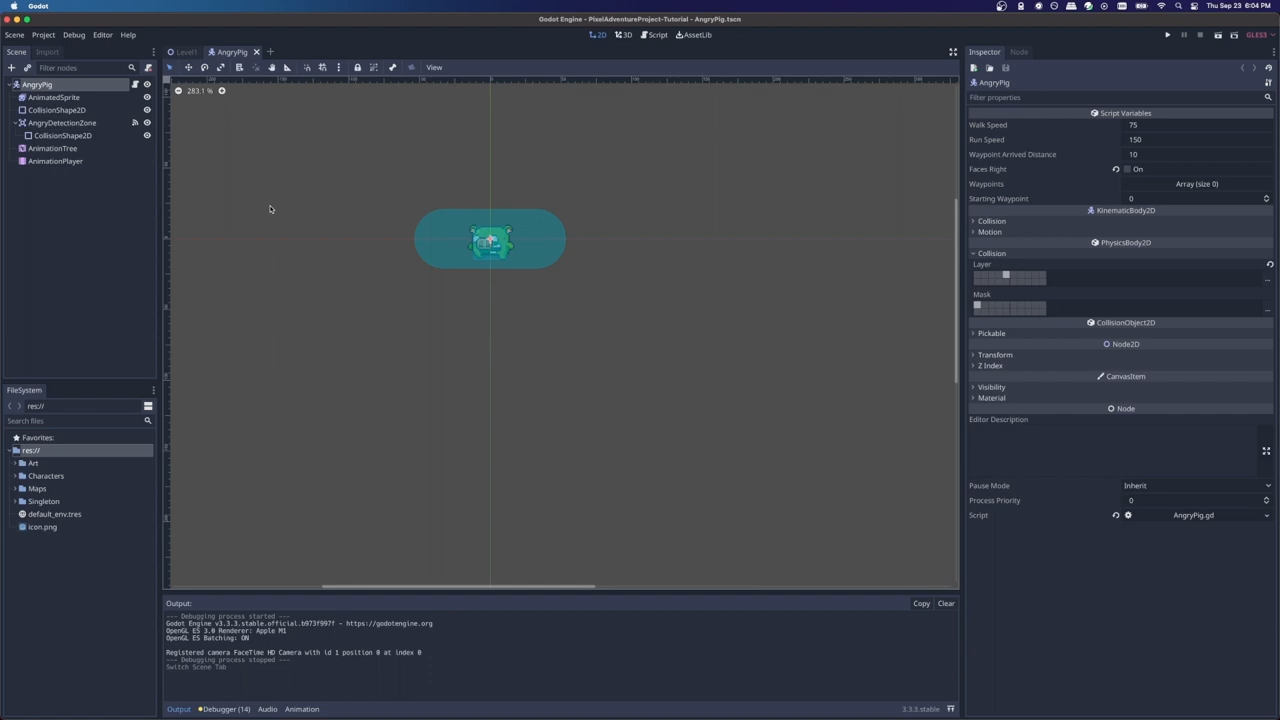 Godot
Thu Sep 23 6:04 PM
Godot Engine - PixelAdventureProject-Tutorial - AngryPig.tscn
Scene Project Debug Editor Help
2D 3D Script AssetLib
GLES3
Scene Import
Level1 AngryPig
Inspector Node
Filter nodes
View
AngryPig
AnimatedSprite
CollisionShape2D
AngryDetectionZone
CollisionShape2D
AnimationTree
AnimationPlayer
283.1 %
AngryPig
Filter properties
Script Variables
Walk Speed 75
Run Speed 150
Waypoint Arrived Distance 10
Faces Right On
Waypoints Array (size 0)
Starting Waypoint 0
KinematicBody2D
Collision
Motion
PhysicsBody2D
Collision
Layer
Mask
CollisionObject2D
Pickable
Node2D
Transform
Z Index
CanvasItem
Visibility
Material
Node
Editor Description
Pause Mode Inherit
Process Priority 0
Script AngryPig.gd
FileSystem
res://
Search files
Favorites:
res://
Art
Characters
Maps
Singleton
default_env.tres
icon.png
Output:
Copy Clear
--- Debugging process started ---
Godot Engine v3.3.3.stable.official.b973f997f - https://godotengine.org
OpenGL ES 3.0 Renderer: Apple M1
OpenGL ES Batching: ON
Registered camera FaceTime HD Camera with id 1 position 0 at index 0
--- Debugging process stopped ---
Switch Scene Tab
Output Debugger (14) Audio Animation
3.3.3.stable